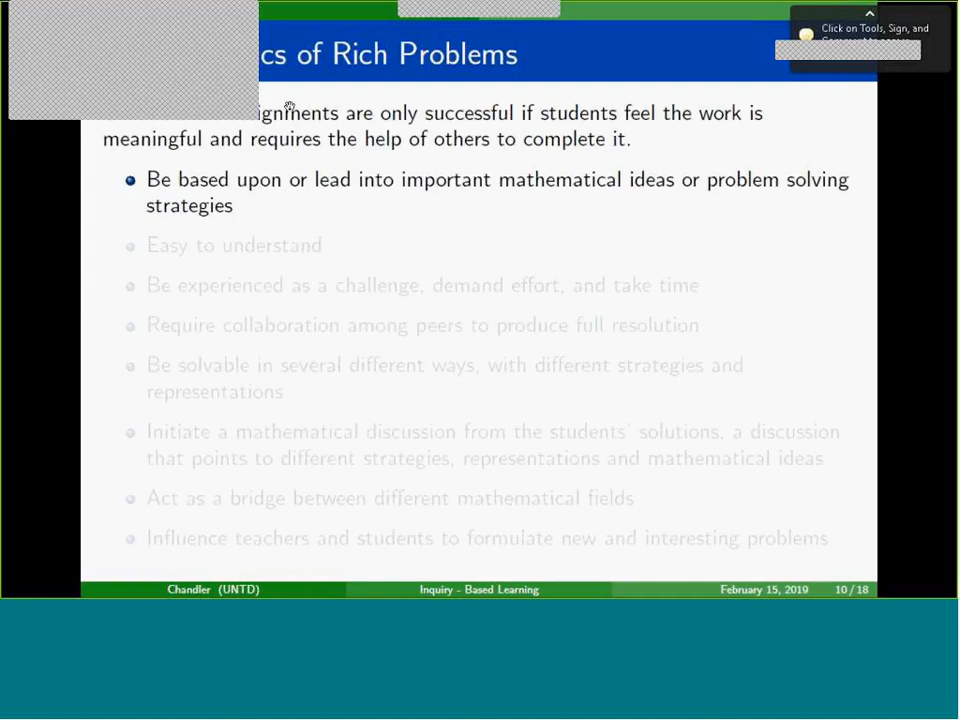 cs of Rich Problems
Click on Tools, Sign, and
ignments are only successful if students feel the work is
meaningful and requires the help of others to complete it.
Be based upon or lead into important mathematical ideas or problem solving
strategies
Easy to understand
Be experienced as a challenge, demand effort, and take time
Require collaboration among peers to produce full resolution
Be solvable in several different ways, with different strategies and
representations
Initiate a mathematical discussion from the students' solutions, a discussion
that points to different strategies, representations and mathematical ideas
Act as a bridge between different mathematical fields
Influence teachers and students to formulate new and interesting problems
Chandler (UNTD) Inquiry - Based Learning February 15, 2019 10 / 18